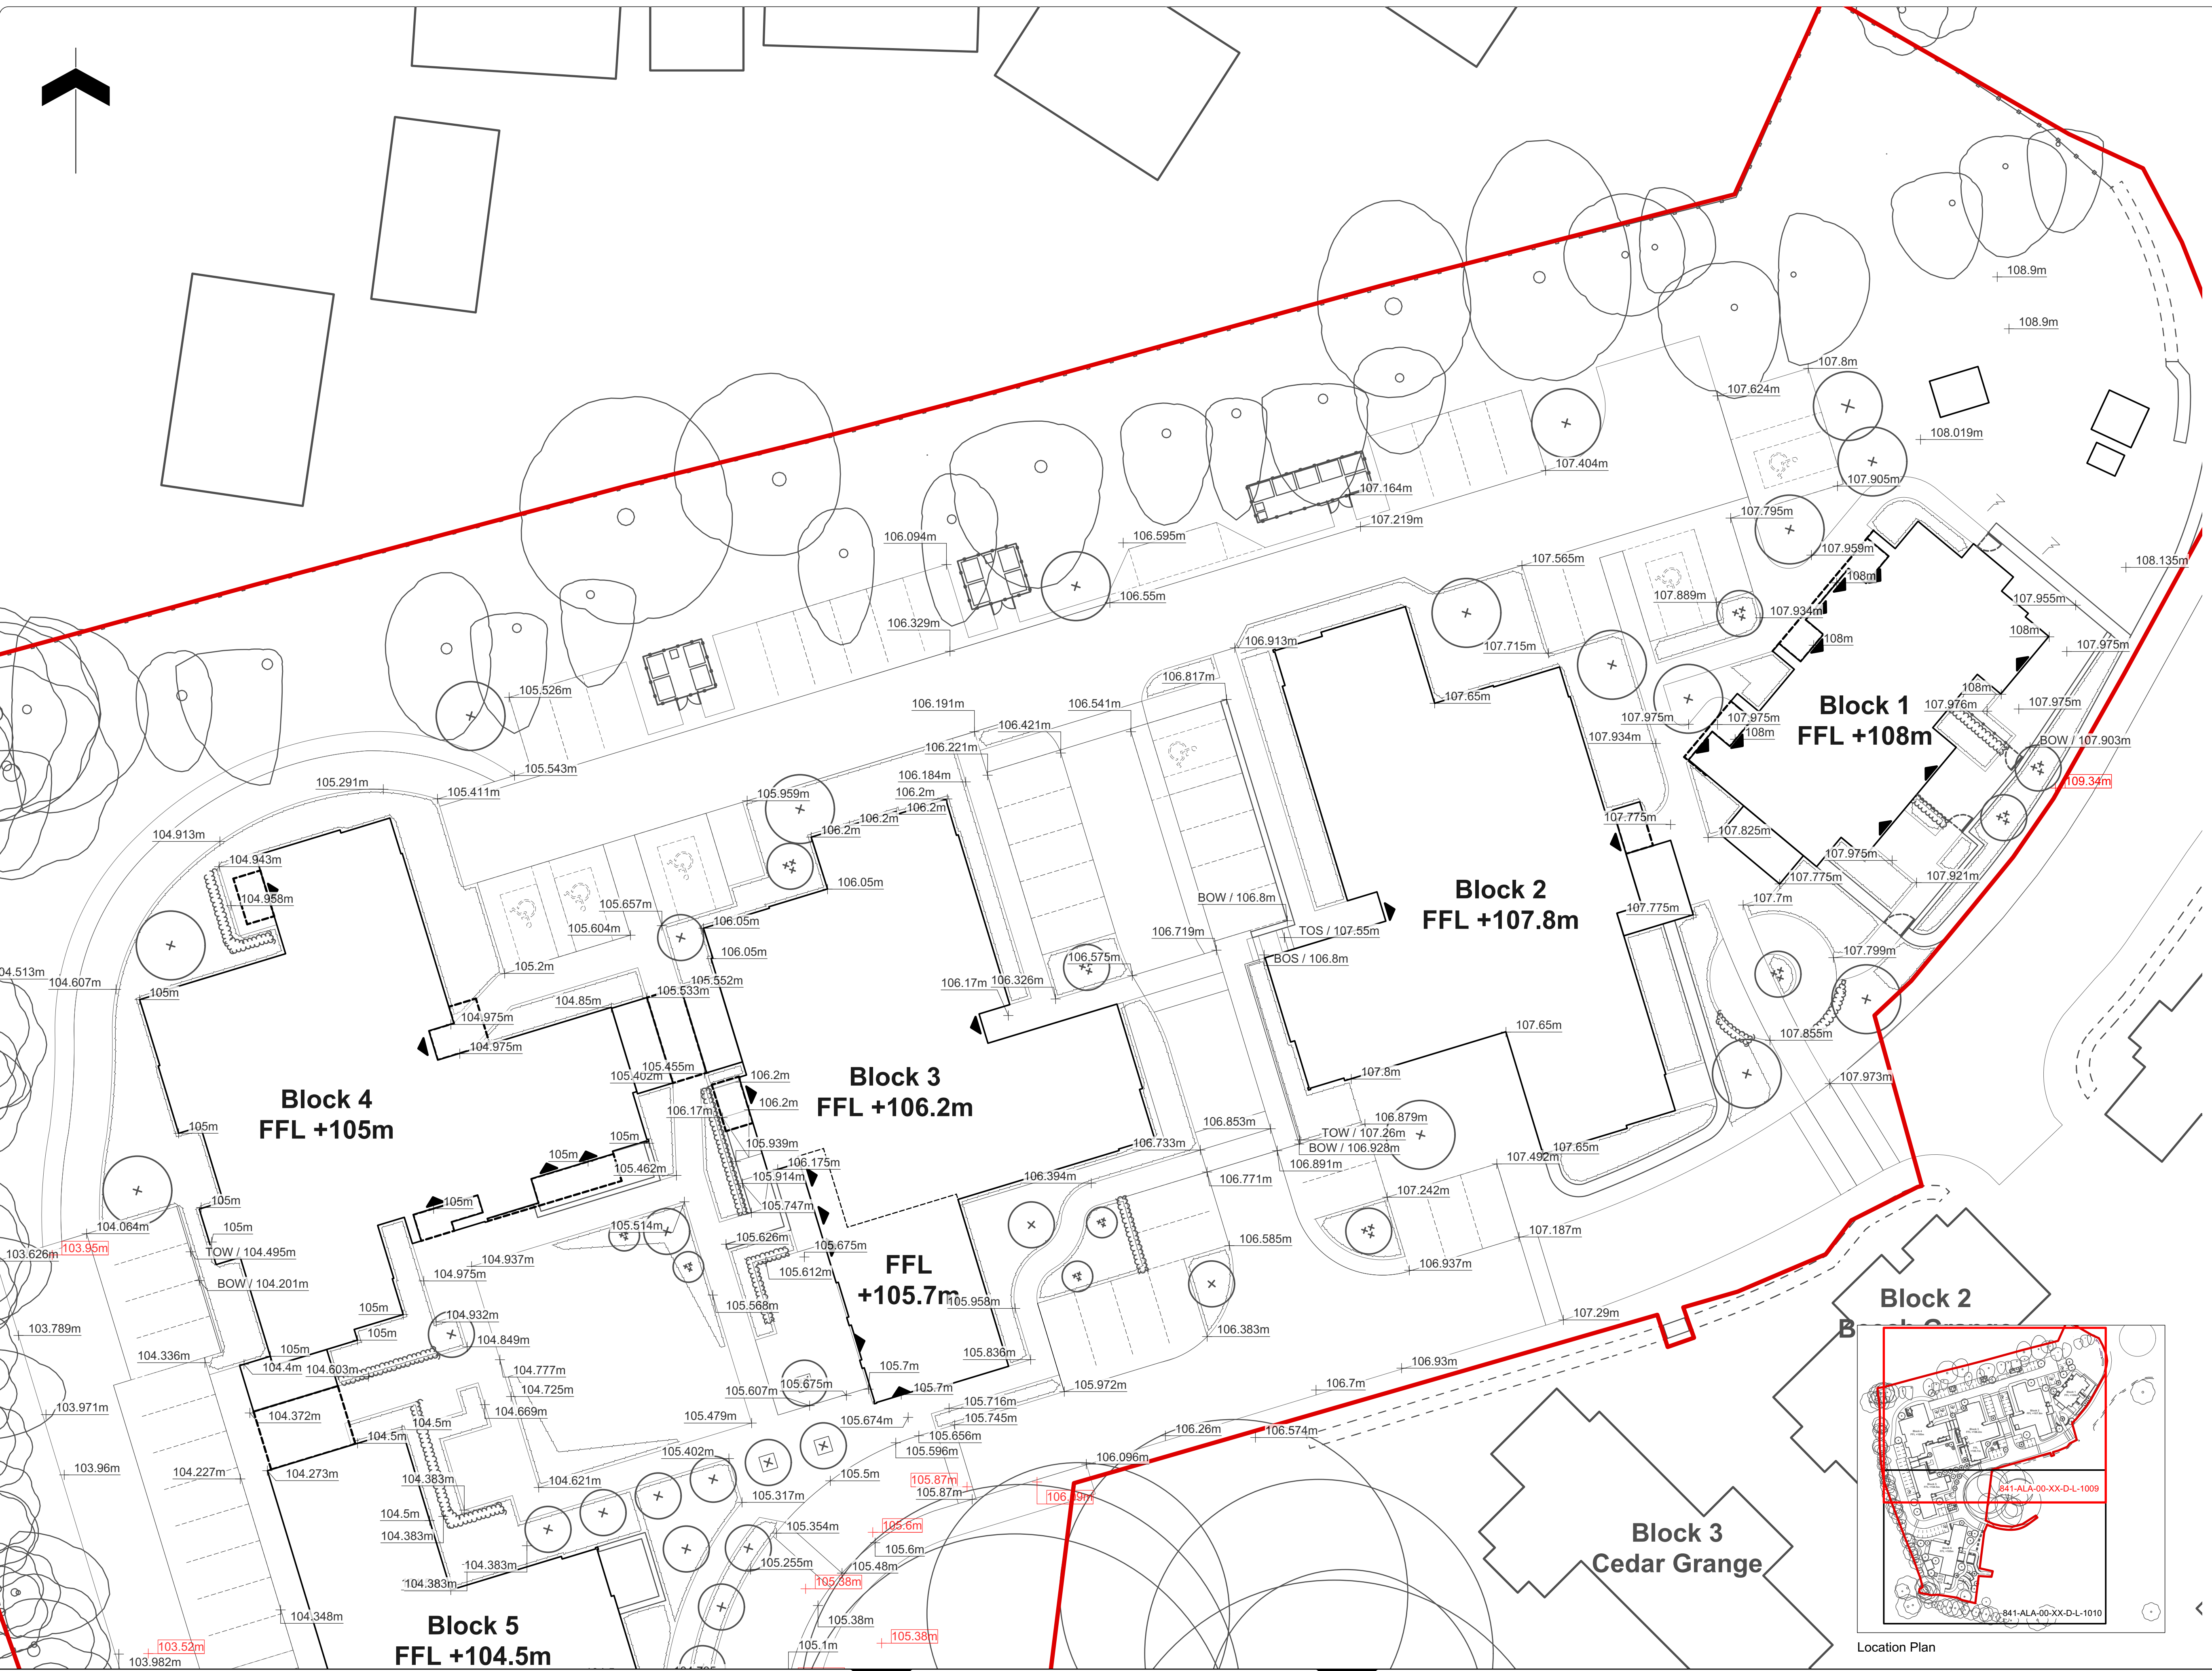 108.9m
108.9m
107.8m
107.624m
108.019m
107.404m
107.905m
107.164m
107.219m
107.795m
106.094m
106.595m
107.959m
107.565m
108m
108.135m
106.55m
107.889m
107.934m
107.955m
106.329m
106.913m
107.715m
108m
108m
107.975m
106.817m
105.526m
107.65m
108m
106.191m
106.541m
107.975m
107.975m
107.976m
107.975m
Block 1
FFL +108m
106.421m
107.934m
108m
BOW / 107.903m
106.221m
105.543m
106.184m
109.34m
105.291m
105.411m
105.959m
106.2m
106.2m
106.2m
106.2m
107.775m
107.825m
104.913m
104.943m
107.975m
107.775m
107.921m
106.05m
104.958m
105.657m
Block 2
FFL +107.8m
BOW / 106.8m
107.7m
107.775m
106.05m
105.604m
106.719m
TOS / 107.55m
106.05m
107.799m
106.575m
BOS / 106.8m
105.2m
04.513m
104.607m
105m
105.552m
105.533m
106.17m
106.326m
104.85m
104.975m
107.65m
107.855m
104.975m
105.455m
105.402m
107.8m
106.2m
107.973m
Block 4
FFL +105m
Block 3
FFL +106.2m
106.2m
106.17m
106.853m
106.879m
105m
105m
105.939m
106.733m
TOW / 107.26m
BOW / 106.928m
107.65m
105m
105.462m
106.175m
105.914m
106.394m
106.891m
107.492m
106.771m
105m
105m
105.747m
107.242m
104.064m
105m
105.514m
105.626m
105.675m
106.585m
107.187m
103.626m
103.95m
TOW / 104.495m
104.937m
105.612m
104.975m
BOW / 104.201m
FFL
+105.7m
106.937m
105.958m
105.568m
105m
104.932m
107.29m
103.789m
105m
104.849m
106.383m
Block 2
104.336m
105m
104.4m
104.603m
105.836m
104.777m
105.7m
106.93m
104.725m
105.607m
105.675m
105.7m
105.972m
106.7m
103.971m
104.372m
104.669m
105.716m
104.5m
105.479m
105.674m
105.745m
104.5m
105.656m
106.26m
106.574m
105.402m
105.596m
106.096m
103.96m
104.227m
104.273m
104.383m
104.621m
105.5m
105.87m
105.87m
105.317m
841-ALA-00-XX-D-L-1009
104.5m
105.354m
105.6m
104.383m
105.6m
Block 3
Cedar Grange
105.255m
104.383m
105.48m
104.383m
105.38m
104.348m
105.38m
841-ALA-00-XX-D-L-1010
Block 5
FFL +104.5m
105.38m
103.52m
105.1m
103.982m
Location Plan